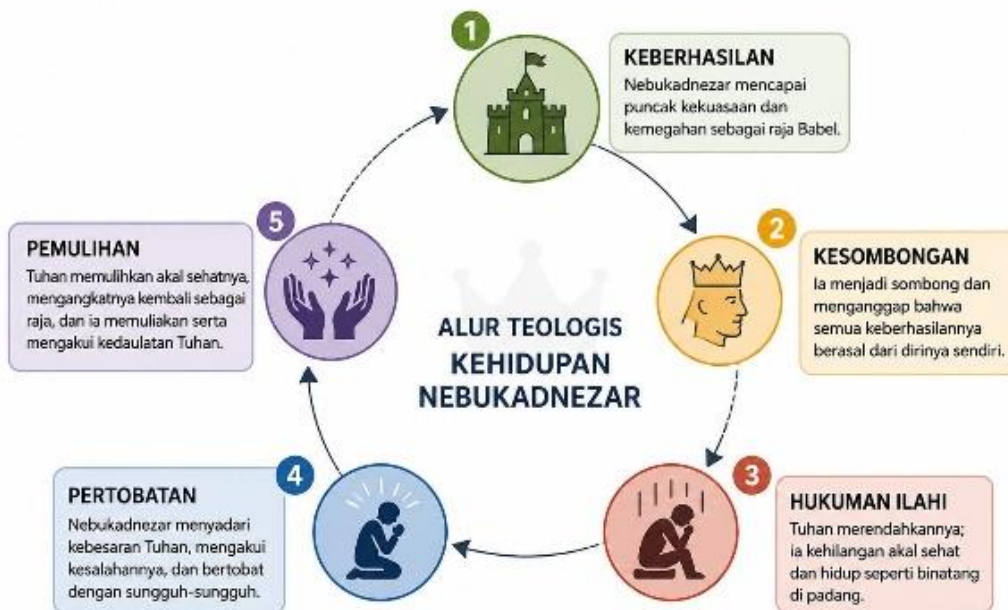 1
KEBERHASILAN
Nebukadnezar mencapai
puncak kekuasaan dan
kemegahan sebagai raja Babel.
2
KESOMBONGAN
Ia menjadi sombong dan
menganggap bahwa
semua keberhasilannya
berasal dari dirinya sendiri.
3
HUKUMAN ILAHI
Tuhan merendahkannya;
ia kehilangan akal sehat
dan hidup seperti binatang
di padang.
4
PERTOBATAN
Nebukadnezar menyadari
kebesaran Tuhan, mengakui
kesalahannya, dan bertobat
dengan sungguh-sungguh.
5
PEMULIHAN
Tuhan memulihkan akal sehatnya,
mengangkatnya kembali sebagai
raja, dan ia memuliakan serta
mengakui kedaulatan Tuhan.
ALUR TEOLOGIS
KEHIDUPAN
NEBUKADNEZAR